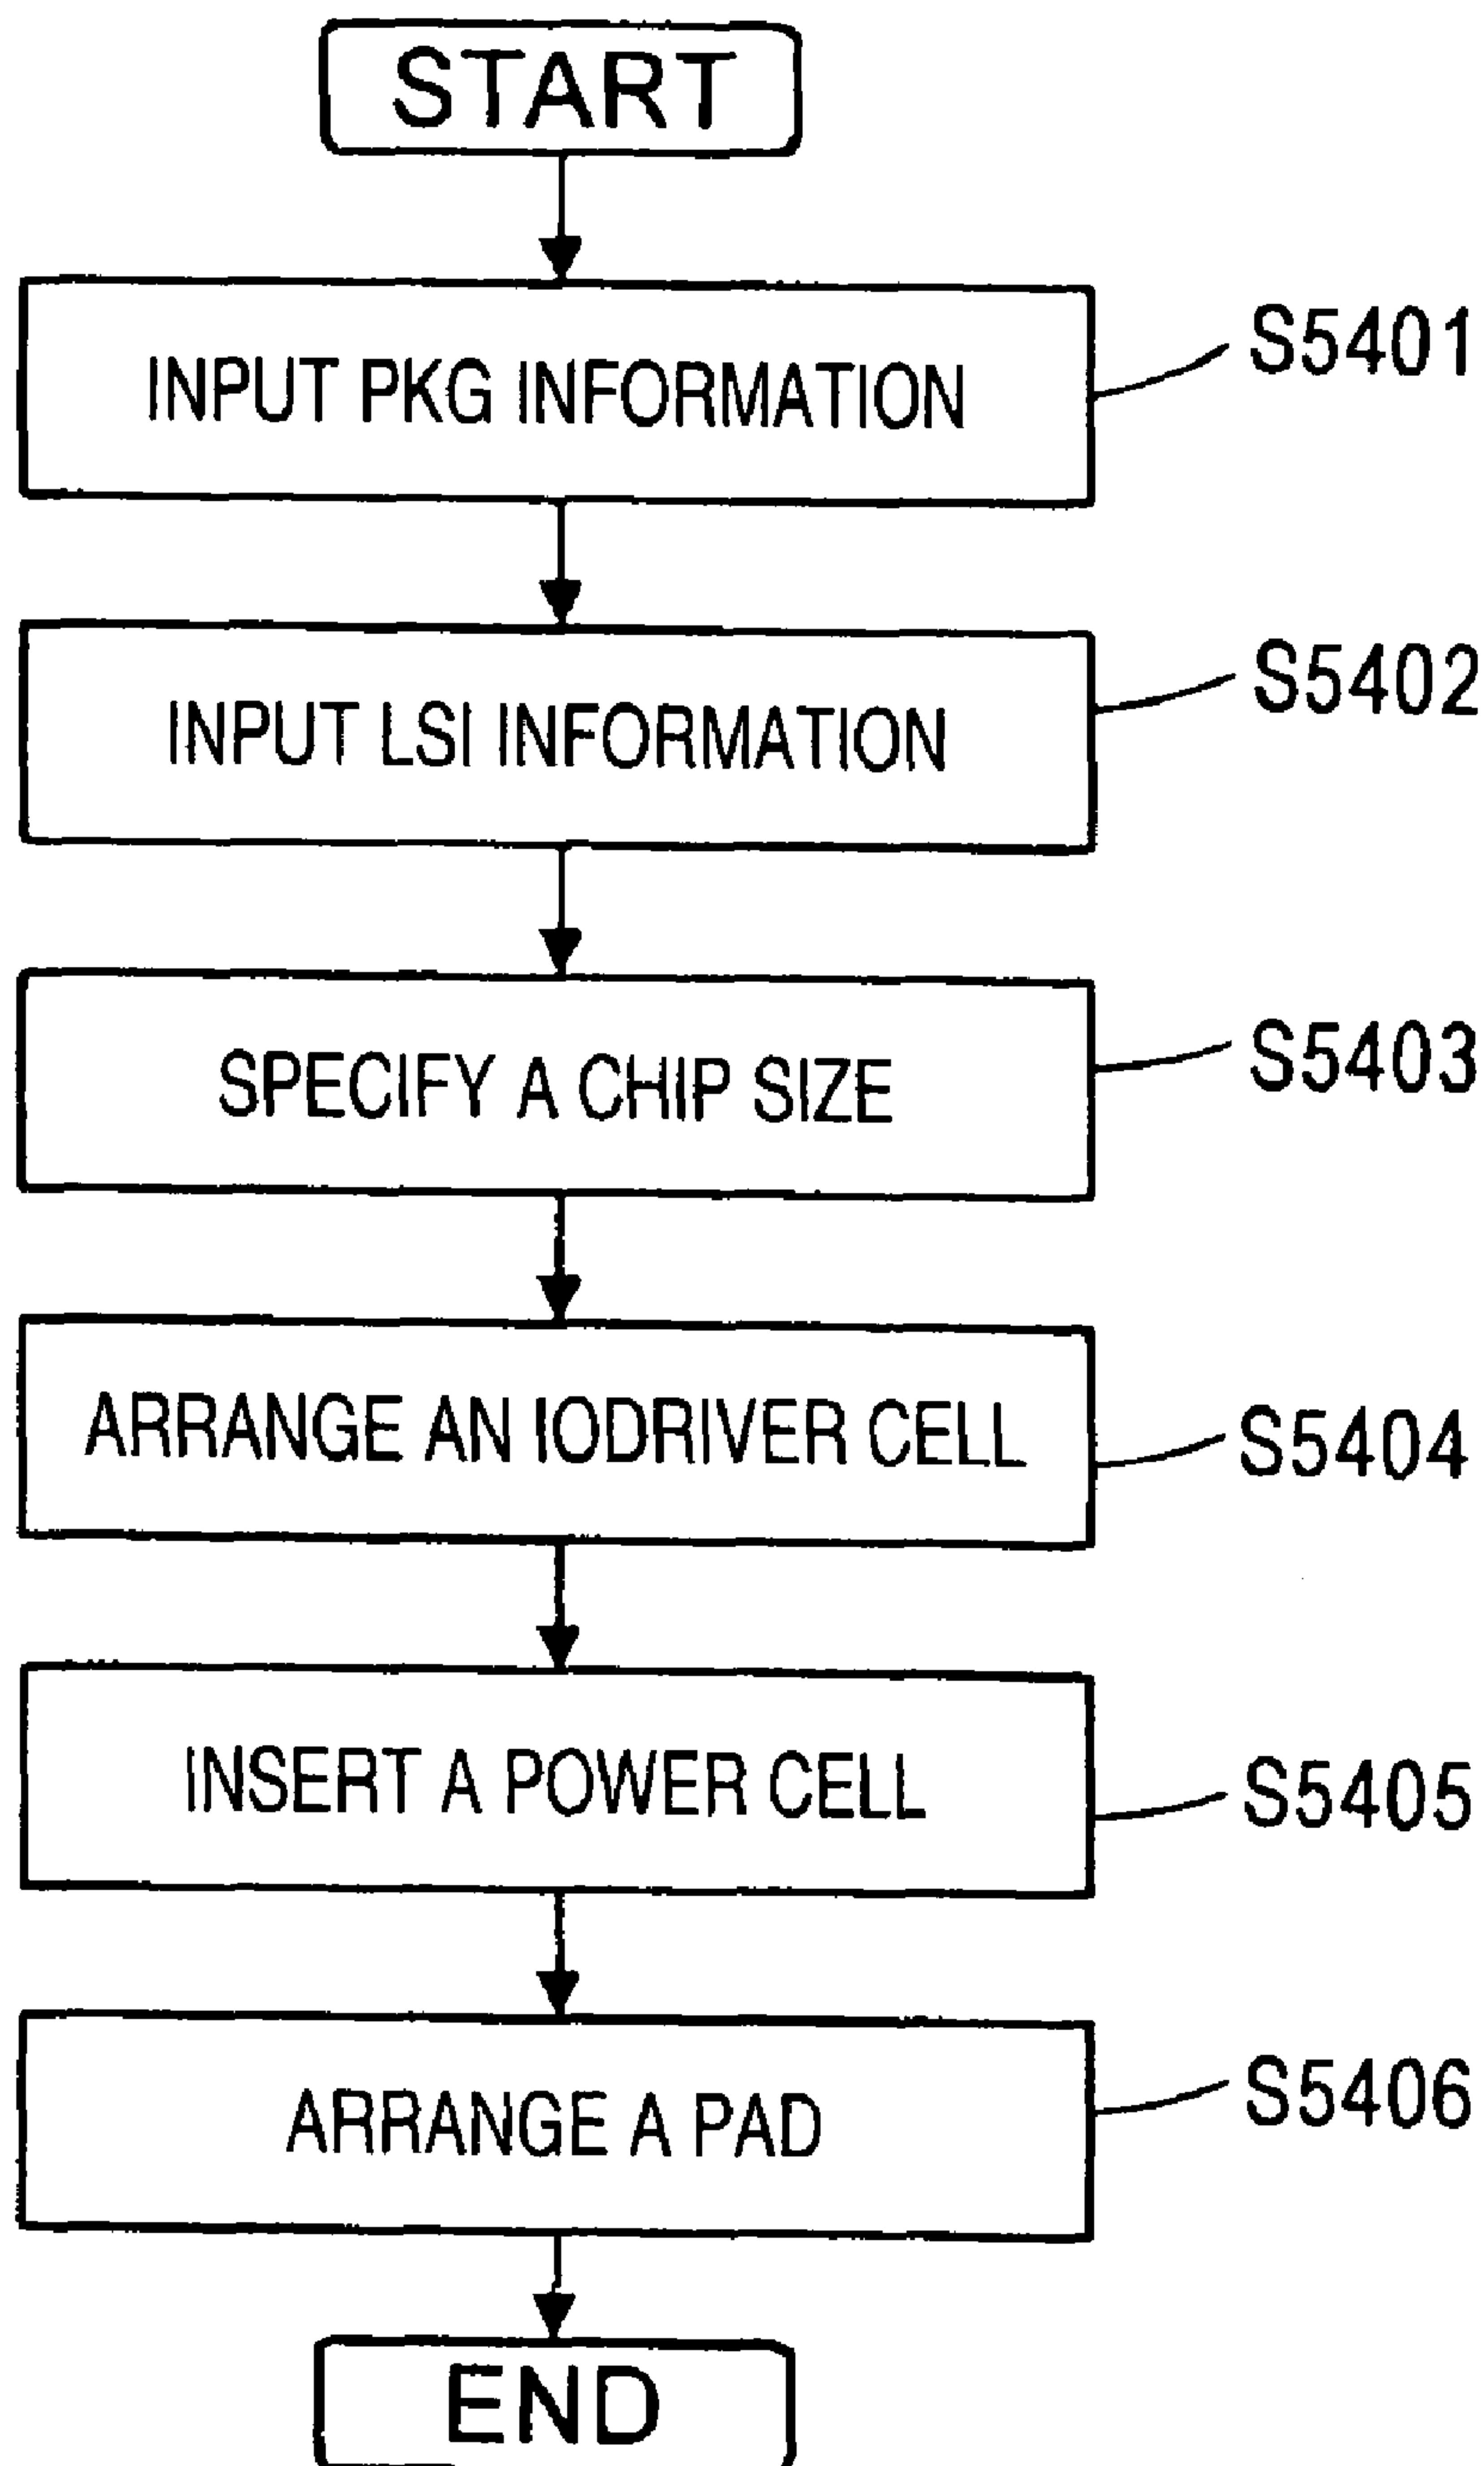 START
INPUT PKG INFORMATION
S5401
INPUT LSI INFORMATION
S5402
SPECIFY A CHIP SIZE
S5403
ARRANGE AN IODRIVER CELL
S5404
INSERT A POWER CELL
S5405
ARRANGE A PAD
S5406
END